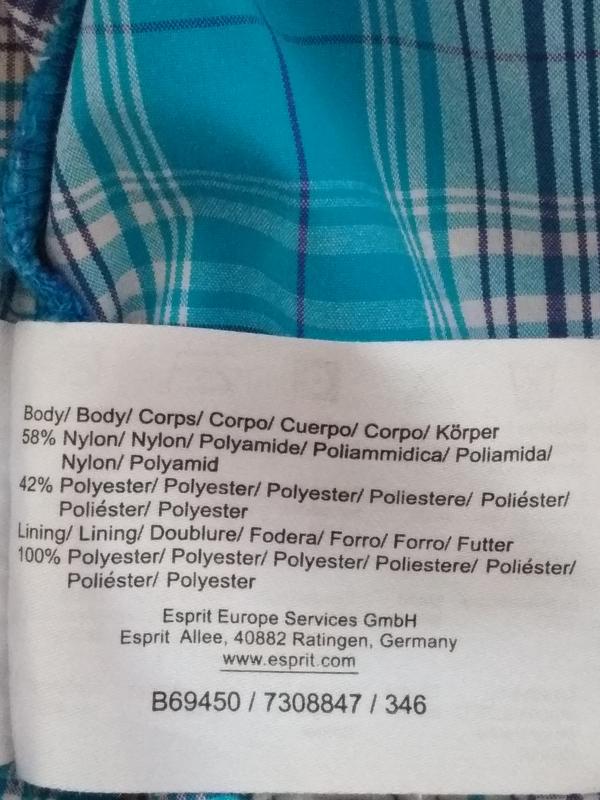 Body/ Body/ Corps/ Corpo/ Cuerpo/ Corpo/ Körper
58% Nylon/ Nylon/ Polyamide/ Poliammidica/ Poliamida/
Nylon/ Polyamid
42% Polyester/ Polyester/ Polyester/ Poliestere/ Poliéster/
Poliéster/ Polyester
Lining/ Lining/ Doublure/ Fodera/ Forro/ Forro/ Futter
100% Polyester/ Polyester/ Polyester/ Poliestere/ Poliéster/
Poliéster/ Polyester
Esprit Europe Services GmbH
Esprit Allee, 40882 Ratingen, Germany
www.esprit.com
B69450 / 7308847 / 346